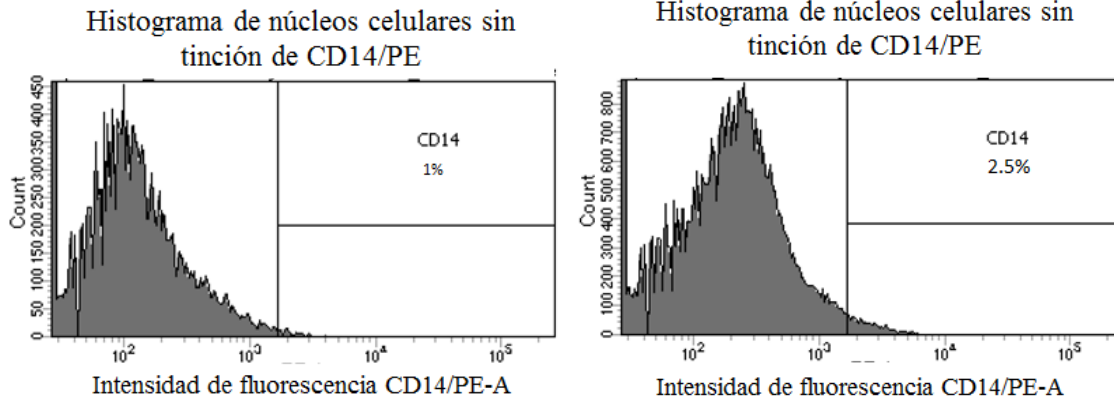 Histograma de núcleos celulares sin
tinción de CD14/PE
450
400
350
300
250
200
150
100
50
0
Count
CD14
1%
10²
10³
10⁴
10⁵
Intensidad de fluorescencia CD14/PE-A
Histograma de núcleos celulares sin
tinción de CD14/PE
800
700
600
500
400
300
200
100
0
Count
CD14
2.5%
10²
10³
10⁴
10⁵
Intensidad de fluorescencia CD14/PE-A